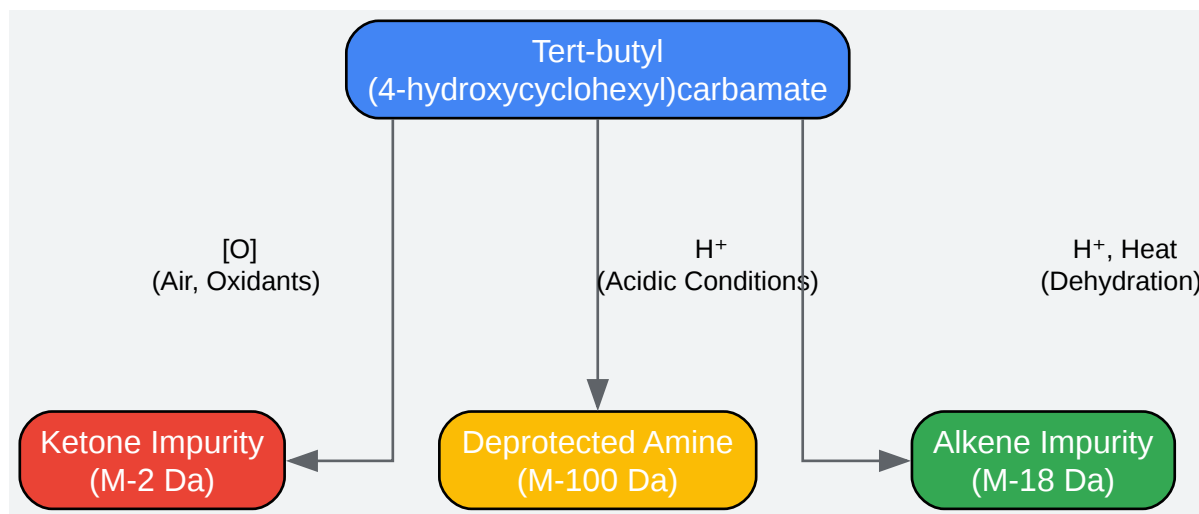 Tert-butyl
(4-hydroxycyclohexyl)carbamate
[O]
(Air, Oxidants)
H⁺
(Acidic Conditions)
H⁺, Heat
(Dehydration)
Ketone Impurity
(M-2 Da)
Deprotected Amine
(M-100 Da)
Alkene Impurity
(M-18 Da)